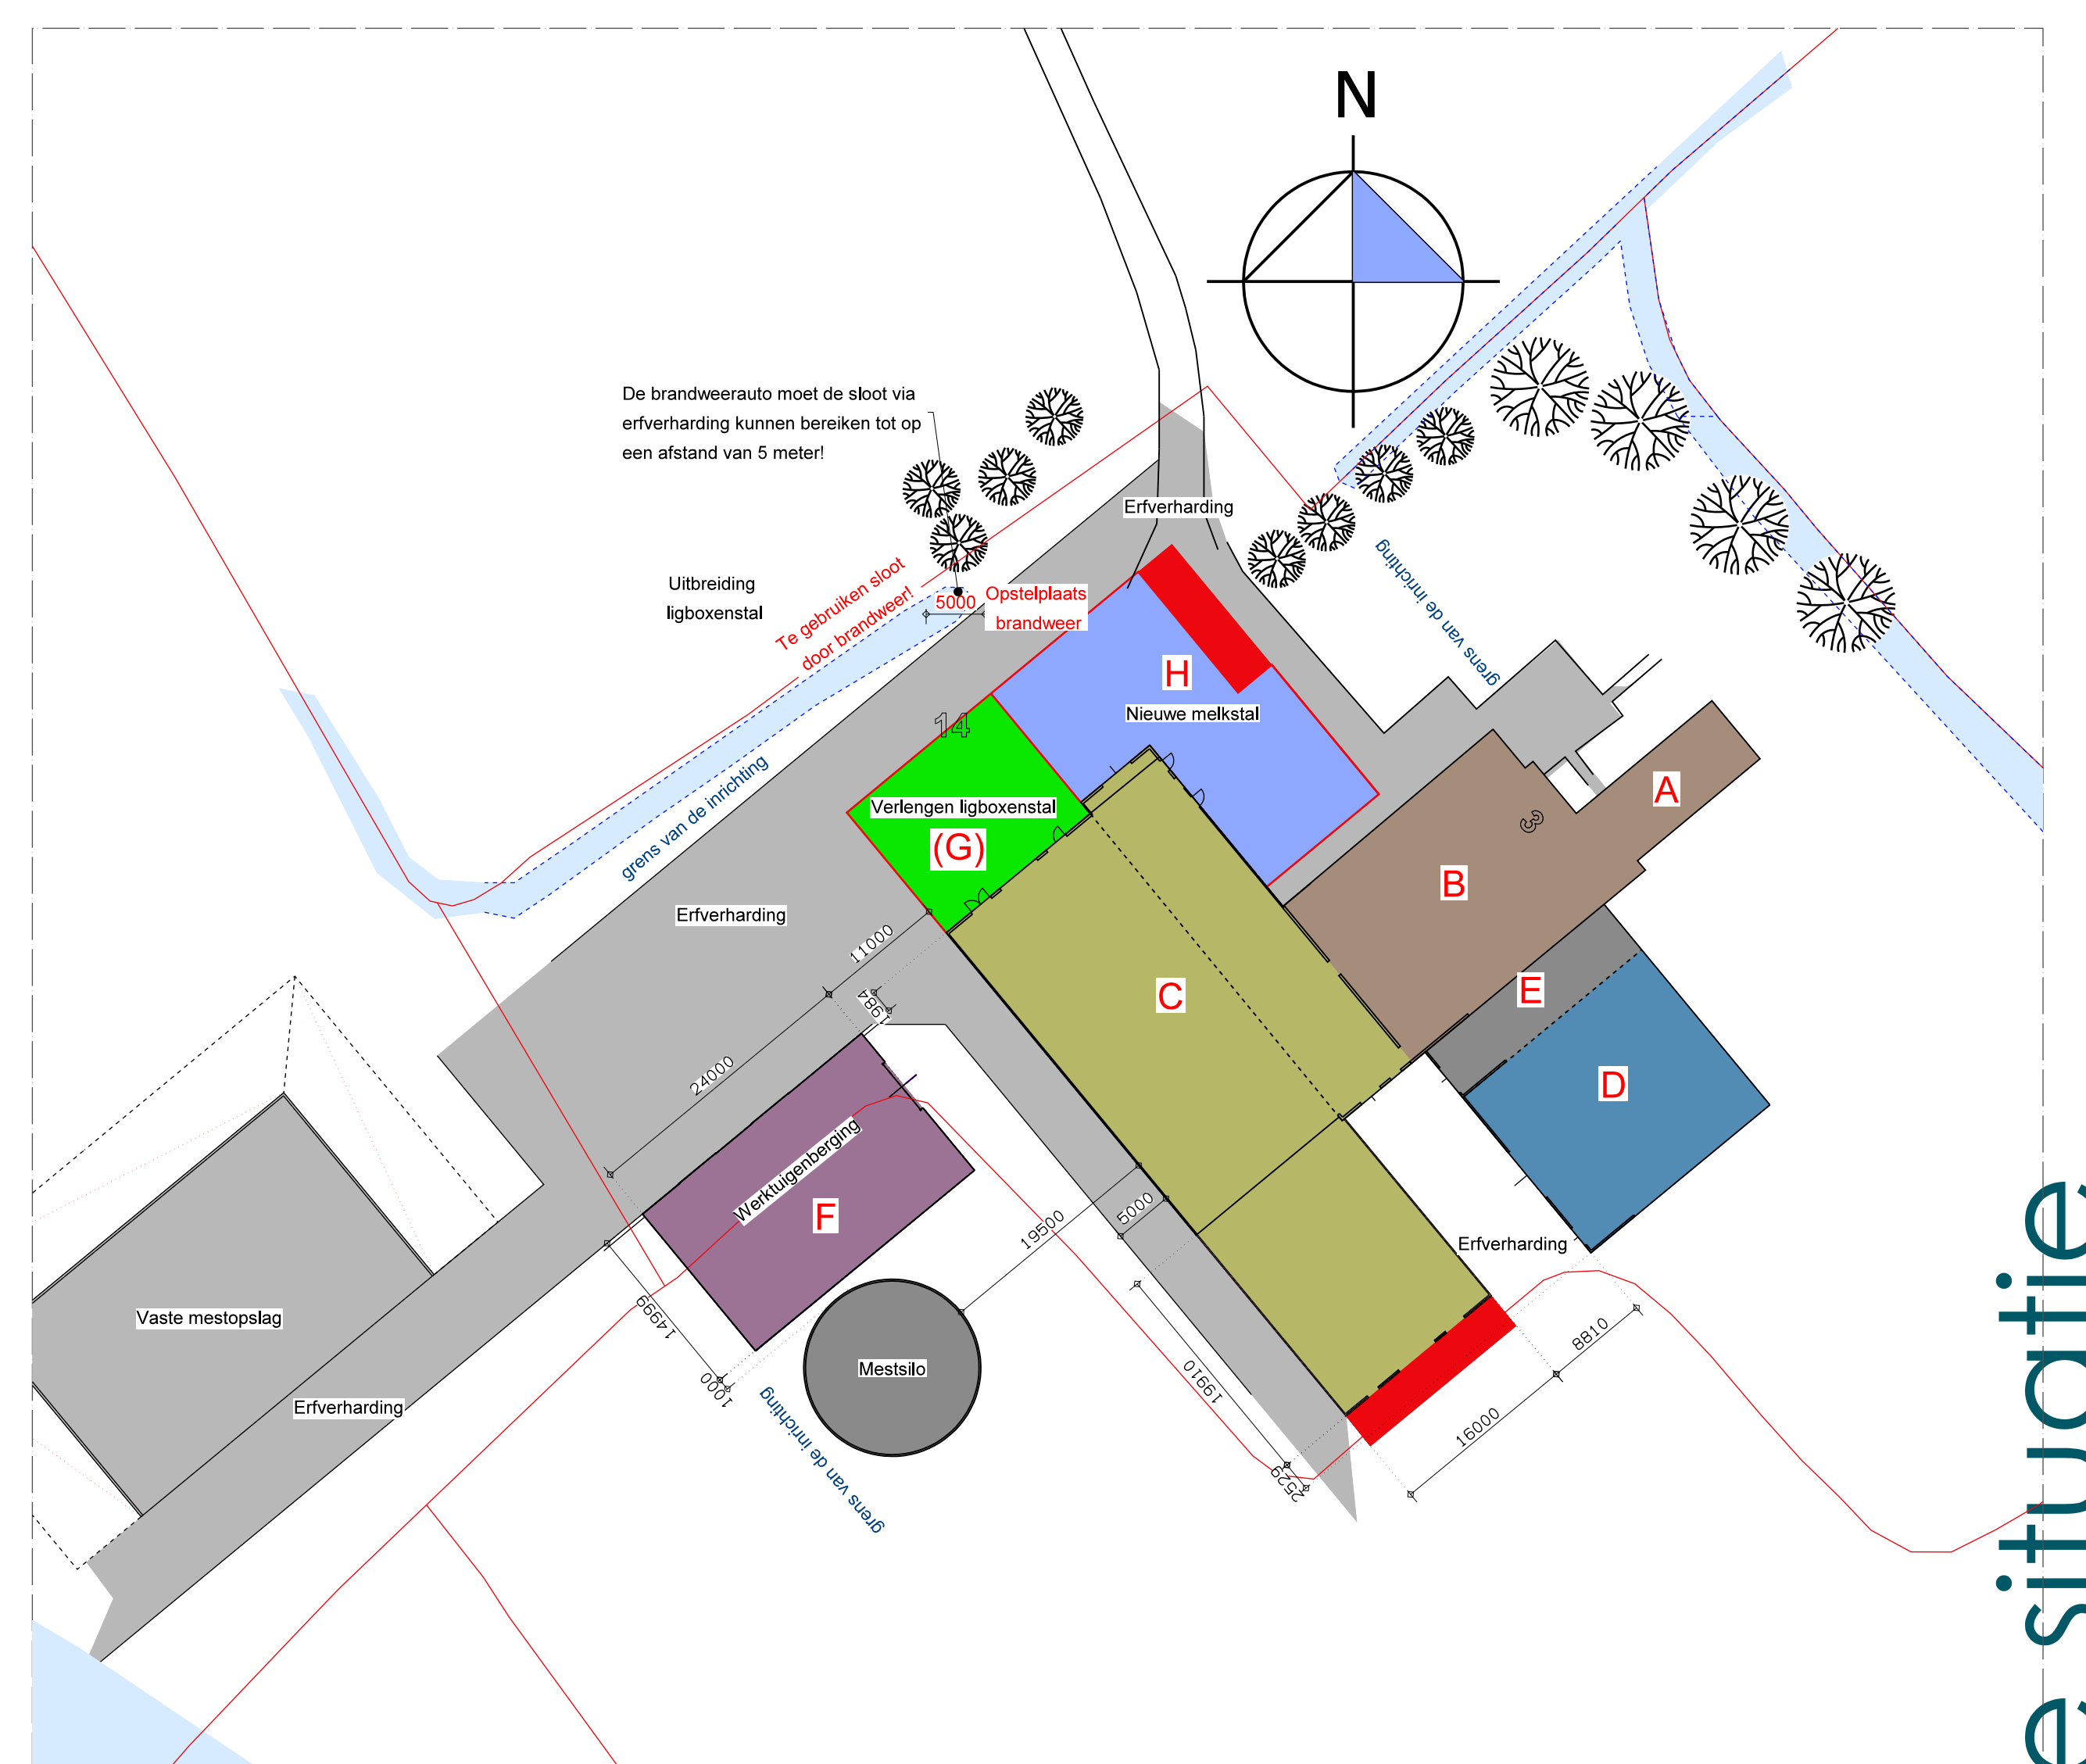 N
De brandweerauto moet de sloot via
erfverharding kunnen bereiken tot op
een afstand van 5 meter!
Erfverharding
Uitbreiding
ligboxenstal
Te gebruiken sloot
door brandweer!
5000
Opstelplaats
brandweer
grens van de inrichting
H
Nieuwe melkstal
14
A
Verlengen ligboxenstal
(G)
3
grens van de inrichting
B
Erfverharding
11000
C
E
1984
24000
D
Werktuigenberging
F
5000
19500
Erfverharding
14999
Vaste mestopslag
Mestsilo
8810
1000
19910
Erfverharding
16000
grens van de inrichting
2529
e situatie